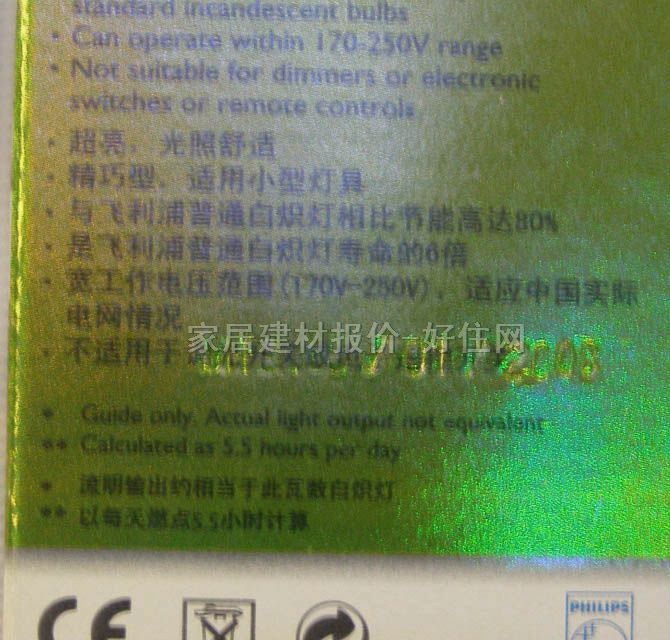 standard incandescent bulbs
• Can operate within 170-250V range
• Not suitable for dimmers or electronic
switches or remote controls
• 超亮，光照舒适
• 精巧型，适用小型灯具
• 与飞利浦普通白炽灯相比节能高达80%
• 是飞利浦普通白炽灯寿命的6倍
• 宽工作电压范围(170V-250V)，适应中国实际
电网情况
家居建材报价-好住网
• 不适用于
2008
* Guide only. Actual light output not equivalent
** Calculated as 5.5 hours per day
* 流明输出约相当于此瓦数白炽灯
** 以每天燃点5.5小时计算
CE
PHILIPS